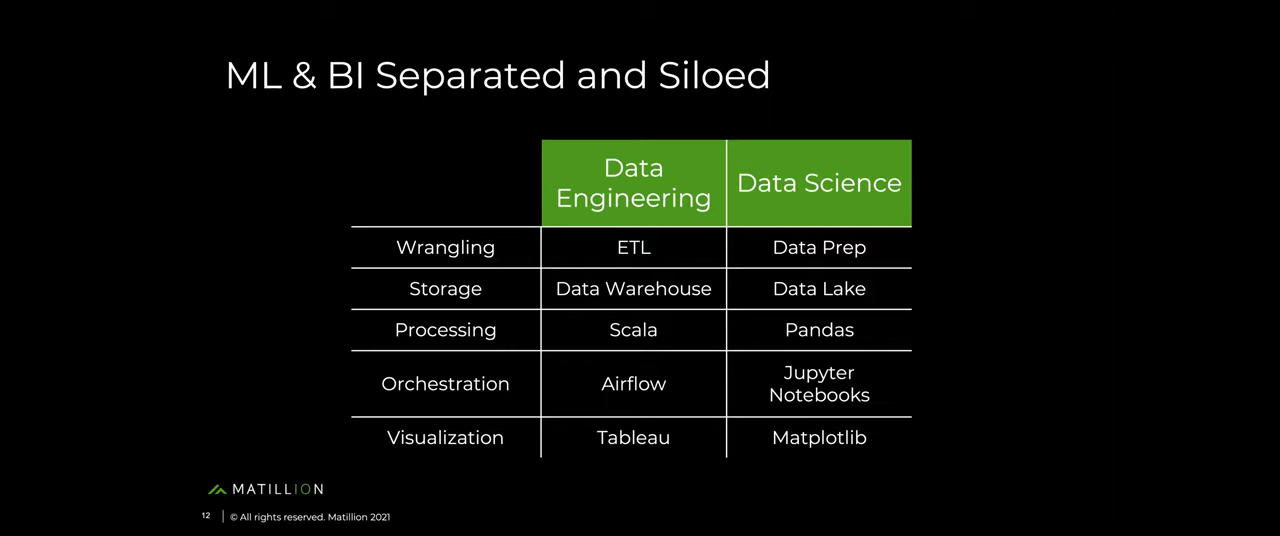 ML & BI Separated and Siloed
Data Engineering Data Science
Wrangling ETL Data Prep
Storage Data Warehouse Data Lake
Processing Scala Pandas
Orchestration Airflow Jupyter Notebooks
Visualization Tableau Matplotlib
MATILLION
12 © All rights reserved. Matillion 2021